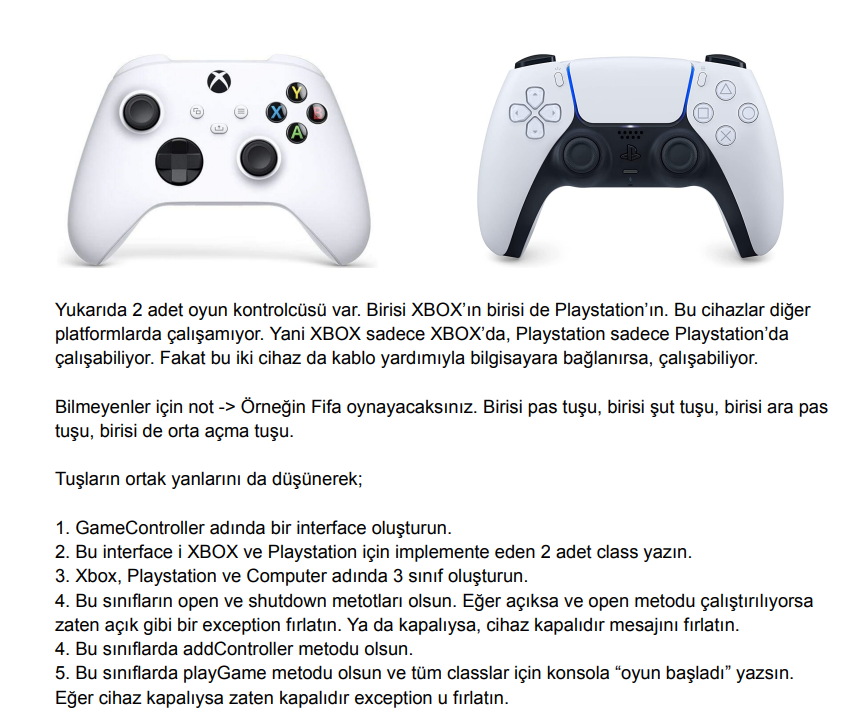 Y
X
B
A
Yukarıda 2 adet oyun kontrolcüsü var. Birisi XBOX’ın birisi de Playstation’ın. Bu cihazlar diğer
platformlarda çalışamıyor. Yani XBOX sadece XBOX’da, Playstation sadece Playstation’da
çalışabiliyor. Fakat bu iki cihaz da kablo yardımıyla bilgisayara bağlanırsa, çalışabiliyor.
Bilmeyenler için not -> Örneğin Fifa oynayacaksınız. Birisi pas tuşu, birisi şut tuşu, birisi ara pas
tuşu, birisi de orta açma tuşu.
Tuşların ortak yanlarını da düşünerek;
1. GameController adında bir interface oluşturun.
2. Bu interface i XBOX ve Playstation için implemente eden 2 adet class yazın.
3. Xbox, Playstation ve Computer adında 3 sınıf oluşturun.
4. Bu sınıfların open ve shutdown metotları olsun. Eğer açıksa ve open metodu çalıştırılıyorsa
zaten açık gibi bir exception fırlatın. Ya da kapalıysa, cihaz kapalıdır mesajını fırlatın.
4. Bu sınıflarda addController metodu olsun.
5. Bu sınıflarda playGame metodu olsun ve tüm classlar için konsola “oyun başladı” yazsın.
Eğer cihaz kapalıysa zaten kapalıdır exception u fırlatın.